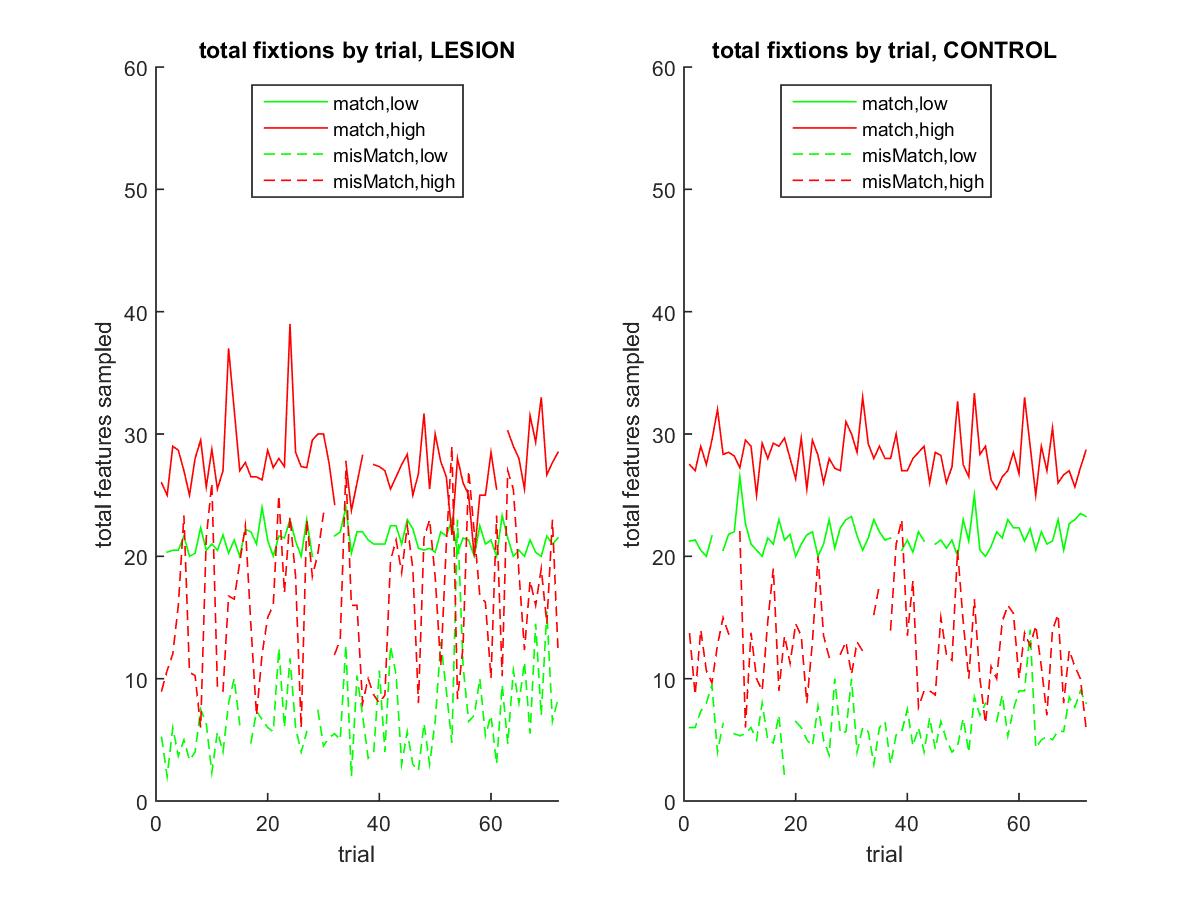 total fixtions by trial, LESION
match,low
match,high
misMatch,low
misMatch,high
60
50
40
30
20
10
0
total features sampled
0 20 40 60
trial
total fixtions by trial, CONTROL
match,low
match,high
misMatch,low
misMatch,high
60
50
40
30
20
10
0
total features sampled
0 20 40 60
trial